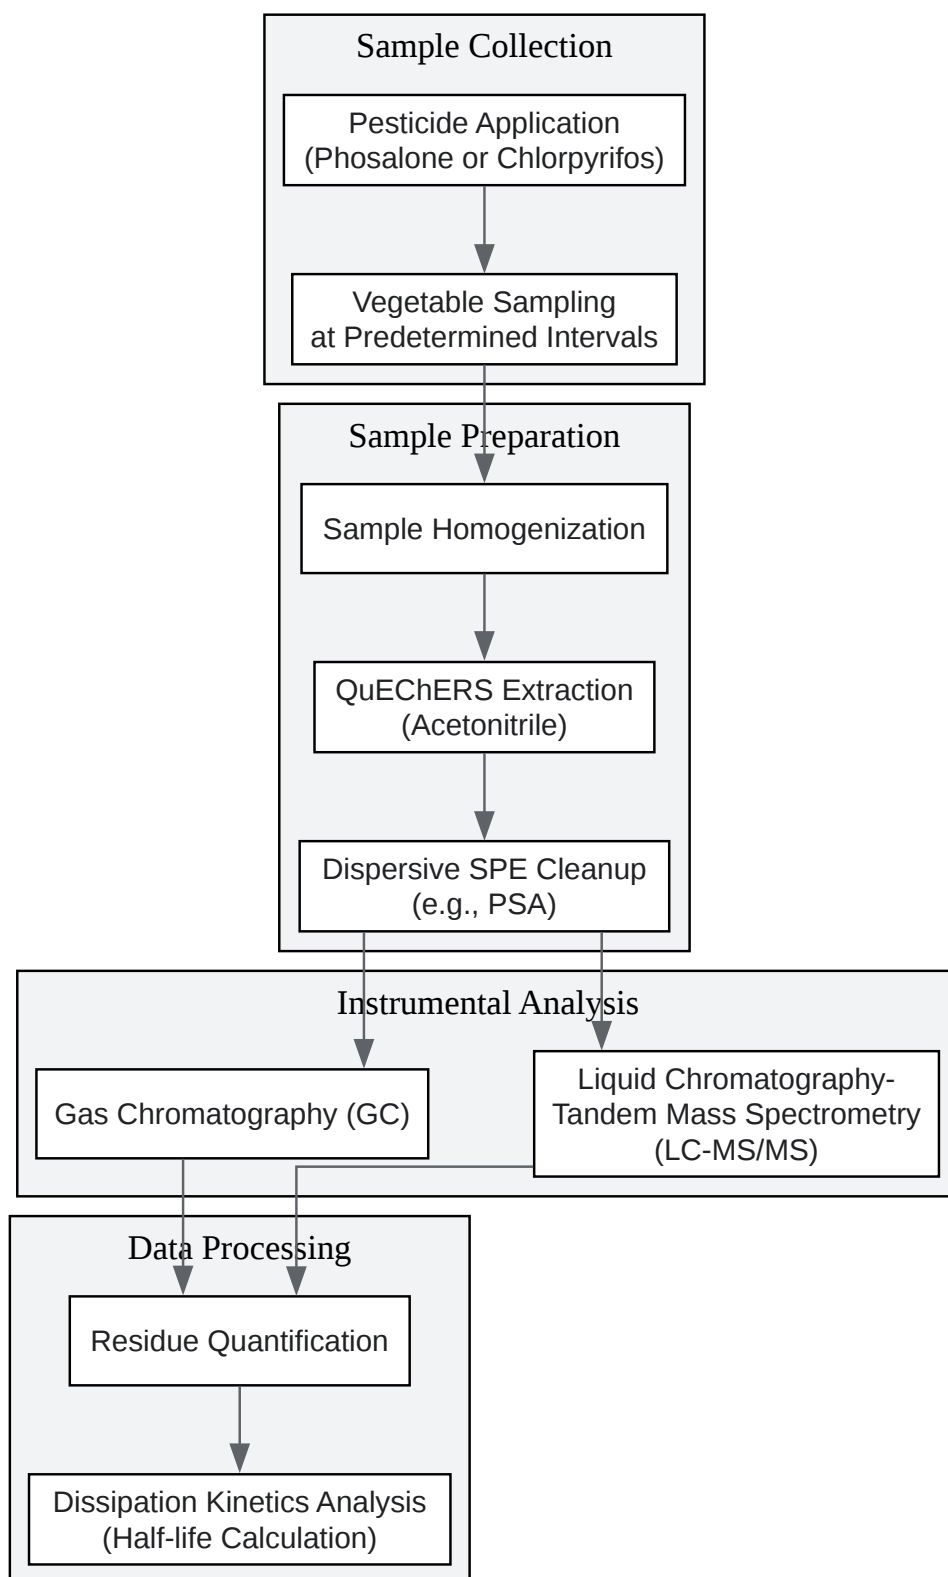 Sample Collection
Pesticide Application
(Phosalone or Chlorpyrifos)
Vegetable Sampling
at Predetermined Intervals
Sample Preparation
Sample Homogenization
QuEChERS Extraction
(Acetonitrile)
Dispersive SPE Cleanup
(e.g., PSA)
Instrumental Analysis
Gas Chromatography (GC)
Liquid Chromatography-
Tandem Mass Spectrometry
(LC-MS/MS)
Data Processing
Residue Quantification
Dissipation Kinetics Analysis
(Half-life Calculation)